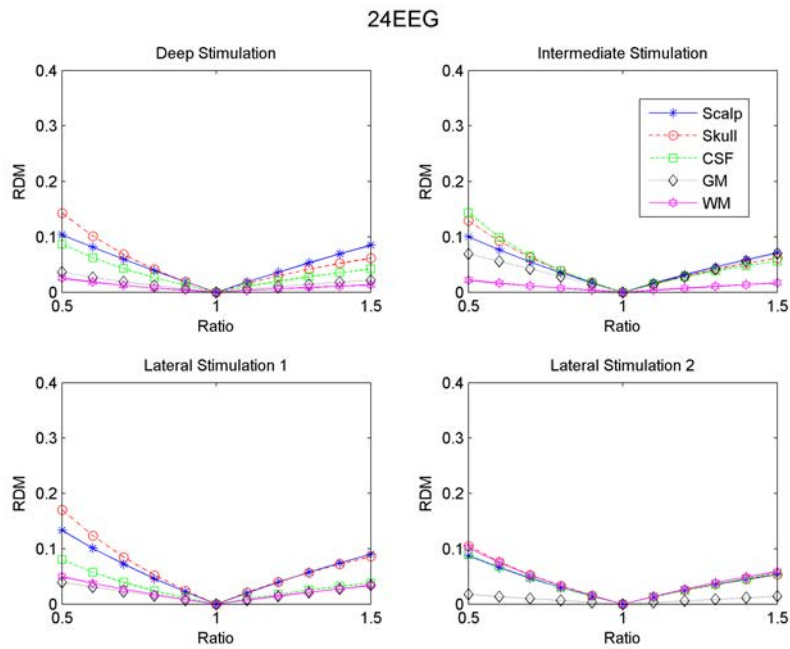 24EEG
Deep Stimulation
0.4
0.3
0.2
0.1
0
0.5
1
1.5
RDM
Ratio
Intermediate Stimulation
0.4
0.3
0.2
0.1
0
0.5
1
1.5
RDM
Ratio
Scalp
Skull
CSF
GM
WM
Lateral Stimulation 1
0.4
0.3
0.2
0.1
0
0.5
1
1.5
RDM
Ratio
Lateral Stimulation 2
0.4
0.3
0.2
0.1
0
0.5
1
1.5
RDM
Ratio